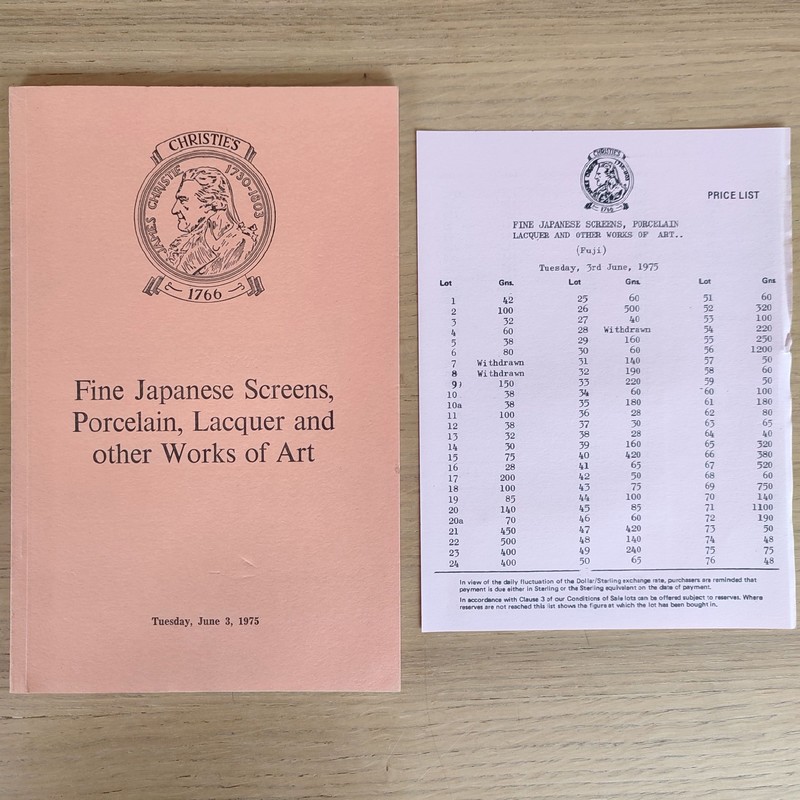 CHRISTIE'S
JAMES CHRISTIE 1730-1803
1766
Fine Japanese Screens,
Porcelain, Lacquer and
other Works of Art
Tuesday, June 3, 1975
CHRISTIE'S
JAMES CHRISTIE 1730-1803
1766
PRICE LIST
FINE JAPANESE SCREENS, PORCELAIN
LACQUER AND OTHER WORKS OF ART..
(Fuji)
Tuesday, 3rd June, 1975
Lot Gns. Lot Gns. Lot Gns
1 42 25 60 51 60
2 100 26 500 52 320
3 32 27 40 53 100
4 60 28 Withdrawn 54 220
5 38 29 160 55 250
6 80 30 60 56 1200
7 Withdrawn 31 140 57 50
8 Withdrawn 32 190 58 60
9) 150 33 220 59 50
10 38 34 60 60 100
10a 38 35 180 61 180
11 100 36 28 62 80
12 38 37 30 63 65
13 32 38 28 64 40
14 30 39 160 65 320
15 75 40 420 66 380
16 28 41 65 67 520
17 200 42 50 68 60
18 100 43 75 69 750
19 85 44 100 70 140
20 140 45 85 71 1100
20a 70 46 60 72 190
21 450 47 420 73 50
22 500 48 140 74 48
23 400 49 240 75 75
24 400 50 65 76 48
In view of the daily fluctuation of the Dollar/Sterling exchange rate, purchasers are reminded that
payment is due either in Sterling or the Sterling equivalent on the date of payment.
In accordance with Clause 3 of our Conditions of Sale lots can be offered subject to reserves. Where
reserves are not reached this list shows the figure at which the lot has been bought in.